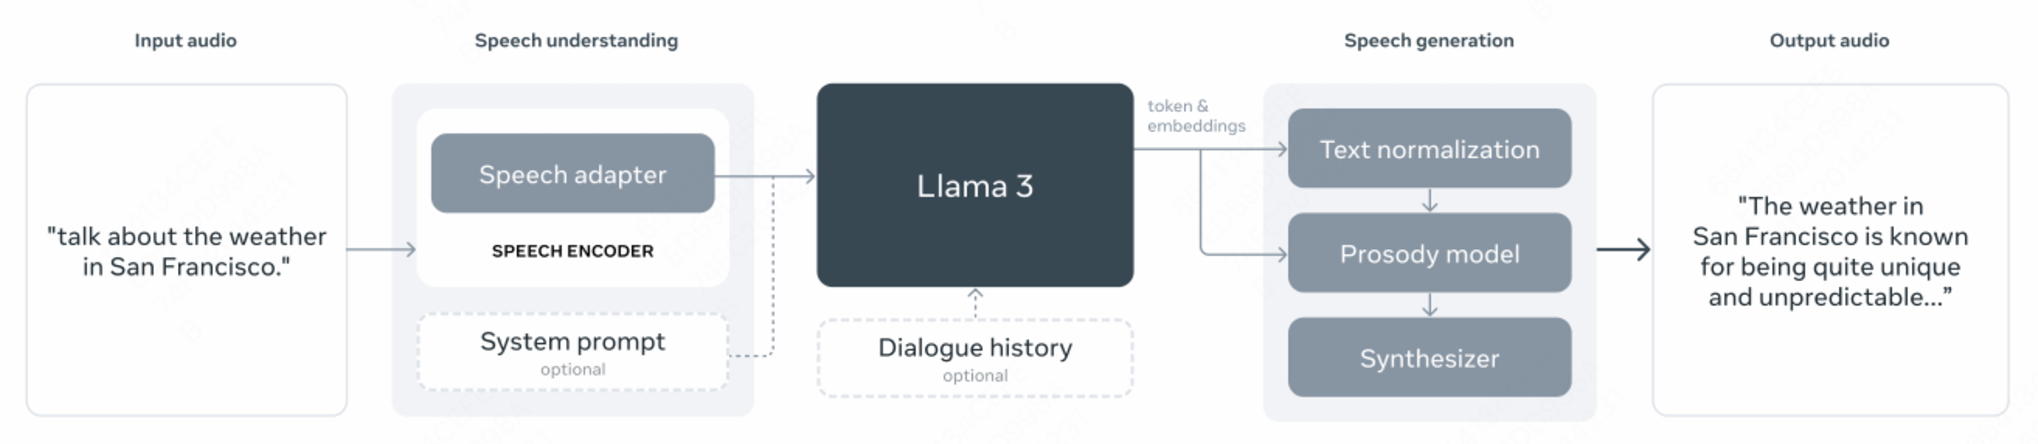 Input audio
Speech understanding
Speech generation
Output audio
"talk about the weather
in San Francisco."
Speech adapter
SPEECH ENCODER
System prompt
optional
Llama 3
Dialogue history
optional
token &
embeddings
Text normalization
Prosody model
Synthesizer
"The weather in
San Francisco is known
for being quite unique
and unpredictable...”